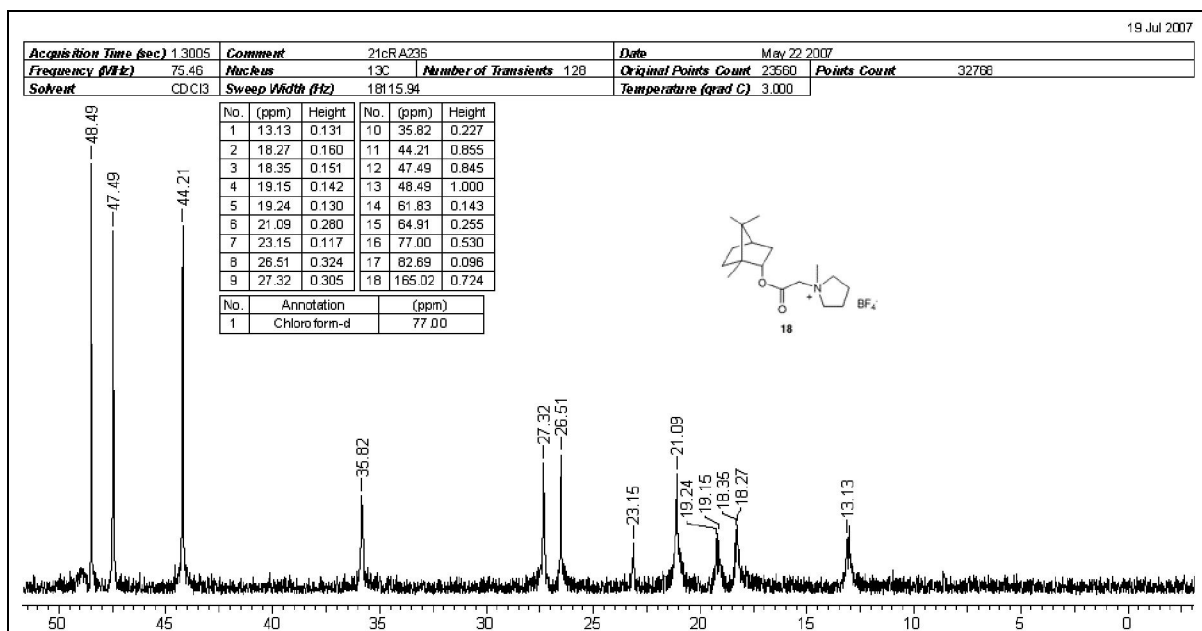 19 Jul 2007
Acquisition Time (sec) 1.3005 Comment 21cRA236 Date May 22 2007
Frequency (MHz) 75.46 Nucleus 13C Number of Transients 128 Original Points Count 23560 Points Count 32768
Solvent CDCl3 Sweep Width (Hz) 18115.94 Temperature (grad C) 3.000
No. (ppm) Height No. (ppm) Height
1 13.13 0.131 10 35.82 0.227
2 18.27 0.160 11 44.21 0.855
3 18.35 0.151 12 47.49 0.845
4 19.15 0.142 13 48.49 1.000
5 19.24 0.130 14 61.83 0.143
6 21.09 0.280 15 64.91 0.255
7 23.15 0.117 16 77.00 0.530
8 26.51 0.324 17 82.69 0.096
9 27.32 0.305 18 165.02 0.724
No. Annotation (ppm)
1 Chloroform-d 77.00
48.49
47.49
44.21
35.82
27.32
26.51
23.15
21.09
19.24
19.15
18.35
18.27
13.13
O
O
N
+
BF4-
18
50 45 40 35 30 25 20 15 10 5 0